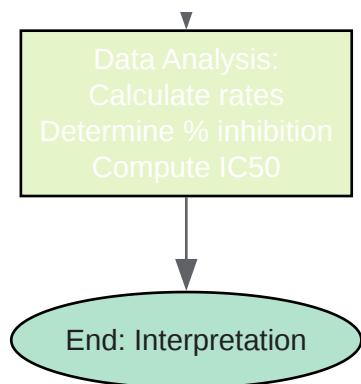 Data Analysis:
Calculate rates
Determine % inhibition
Compute IC50
End: Interpretation